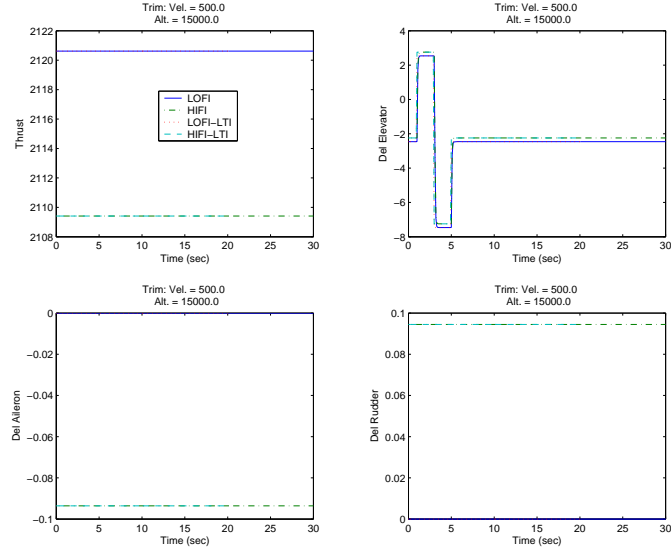 Trim: Vel. = 500.0
Alt. = 15000.0
2122
2120
2118
2116
2114
2112
2110
2108
Thrust
LOFI
HIFI
LOFI-LTI
HIFI-LTI
0 5 10 15 20 25 30
Time (sec)
Trim: Vel. = 500.0
Alt. = 15000.0
4
2
0
−2
−4
−6
−8
Del Elevator
0 5 10 15 20 25 30
Time (sec)
Trim: Vel. = 500.0
Alt. = 15000.0
0
−0.02
−0.04
−0.06
−0.08
−0.1
Del Aileron
0 5 10 15 20 25 30
Time (sec)
Trim: Vel. = 500.0
Alt. = 15000.0
0.1
0.08
0.06
0.04
0.02
0
Del Rudder
0 5 10 15 20 25 30
Time (sec)